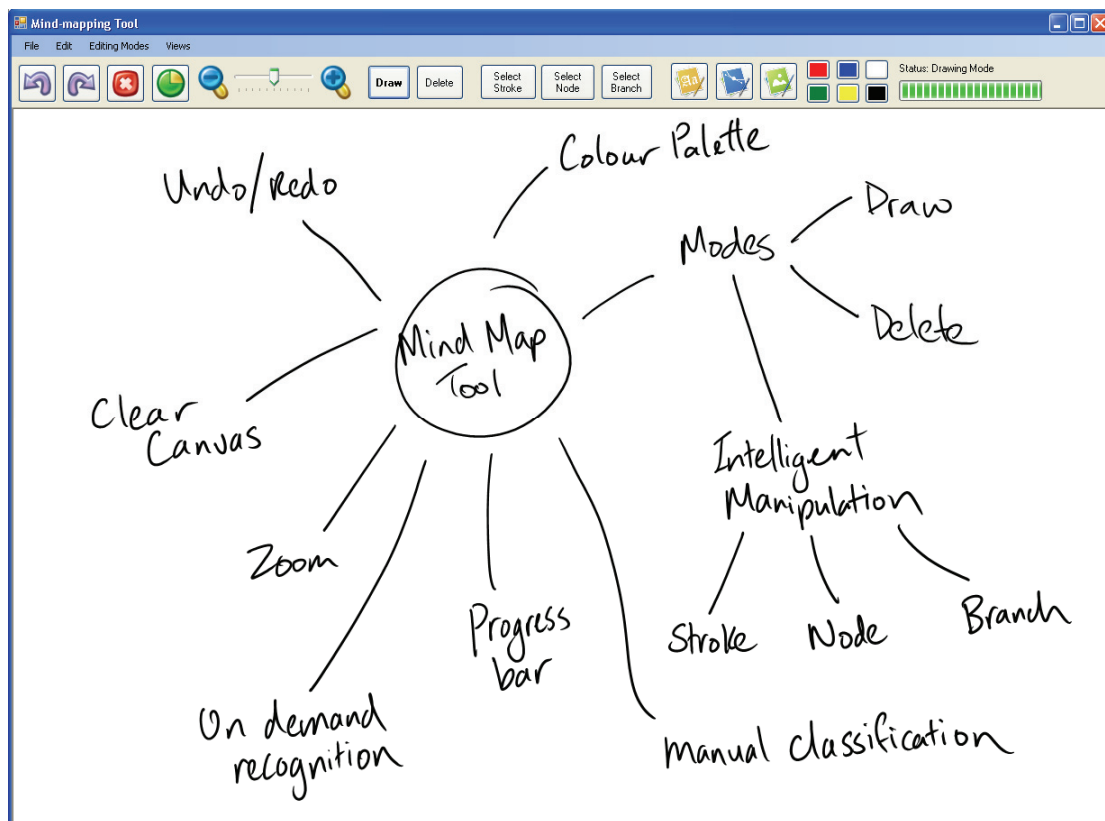 Mind-mapping Tool
File Edit Editing Modes Views
Draw Delete Select Stroke Select Node Select Branch Status: Drawing Mode
Colour Palette
Undo/Redo
Draw
Modes
Delete
Mind Map
Tool
Clear
Canvas
Intelligent
Manipulation
Zoom
Progress
bar
Stroke
Node
Branch
On demand
recognition
manual classification